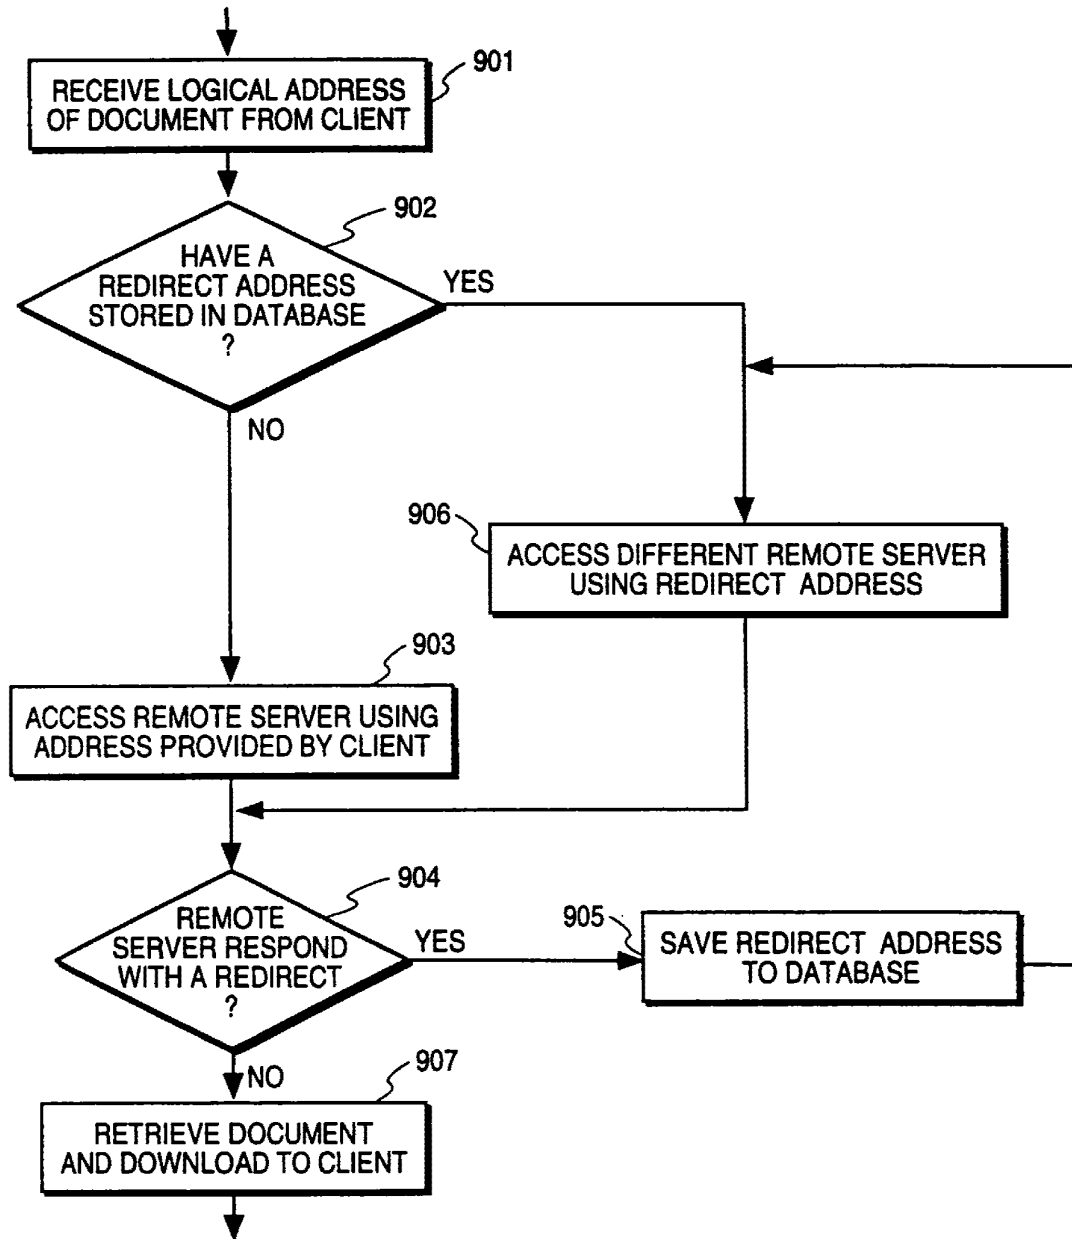 901
RECEIVE LOGICAL ADDRESS
OF DOCUMENT FROM CLIENT
902
HAVE A
REDIRECT ADDRESS
STORED IN DATABASE
?
YES
NO
906
ACCESS DIFFERENT REMOTE SERVER
USING REDIRECT ADDRESS
903
ACCESS REMOTE SERVER USING
ADDRESS PROVIDED BY CLIENT
904
REMOTE
SERVER RESPOND
WITH A REDIRECT
?
YES
905
SAVE REDIRECT ADDRESS
TO DATABASE
NO
907
RETRIEVE DOCUMENT
AND DOWNLOAD TO CLIENT